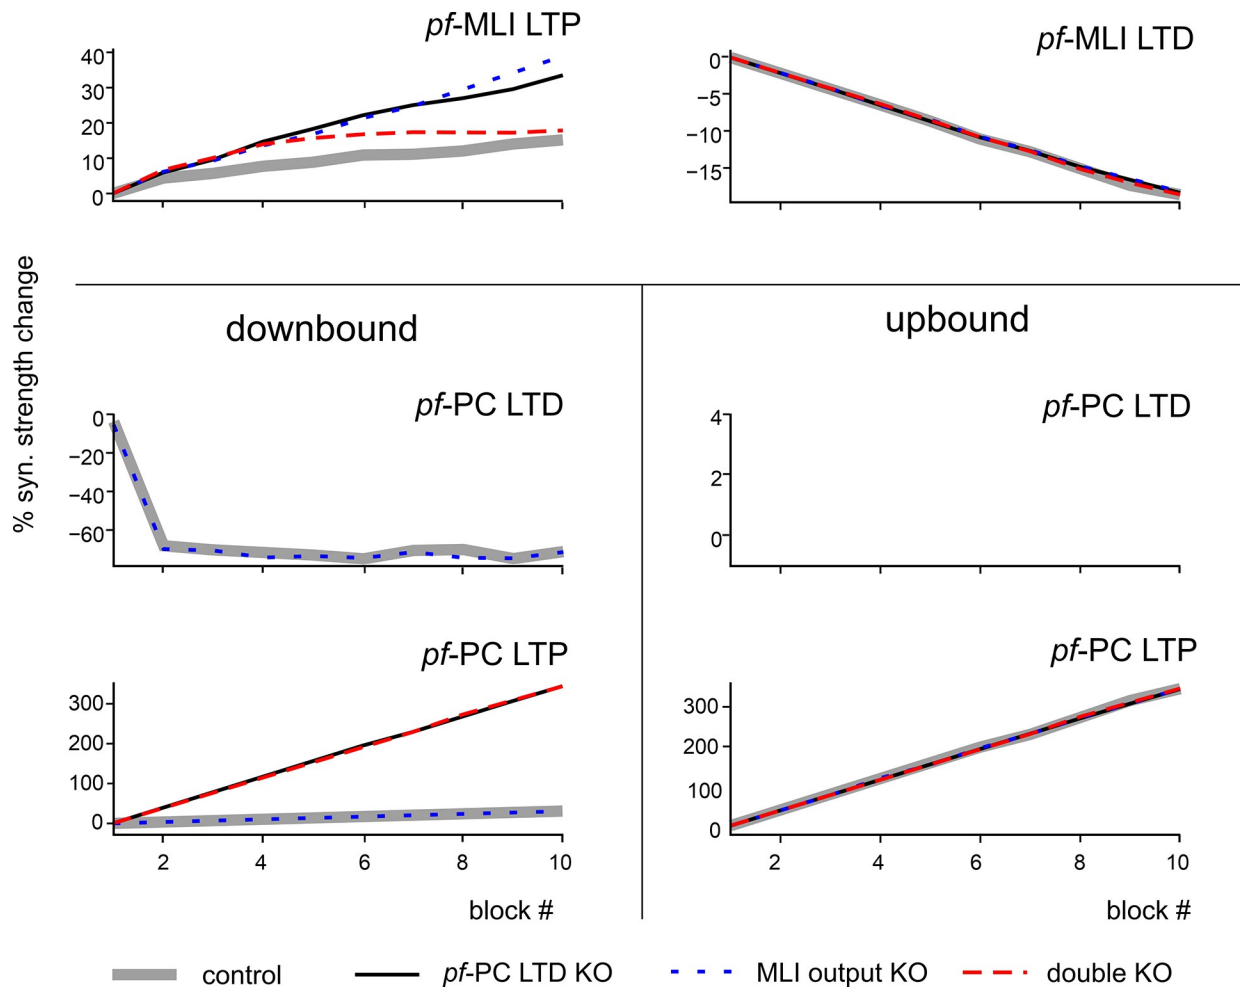 pf-MLI LTP
40
30
20
10
0
pf-MLI LTD
0
−5
−10
−15
% syn. strength change
downbound
upbound
pf-PC LTD
0
−20
−40
−60
pf-PC LTD
4
2
0
pf-PC LTP
300
200
100
0
2 4 6 8 10
block #
pf-PC LTP
300
200
100
0
2 4 6 8 10
block #
control pf-PC LTD KO MLI output KO double KO